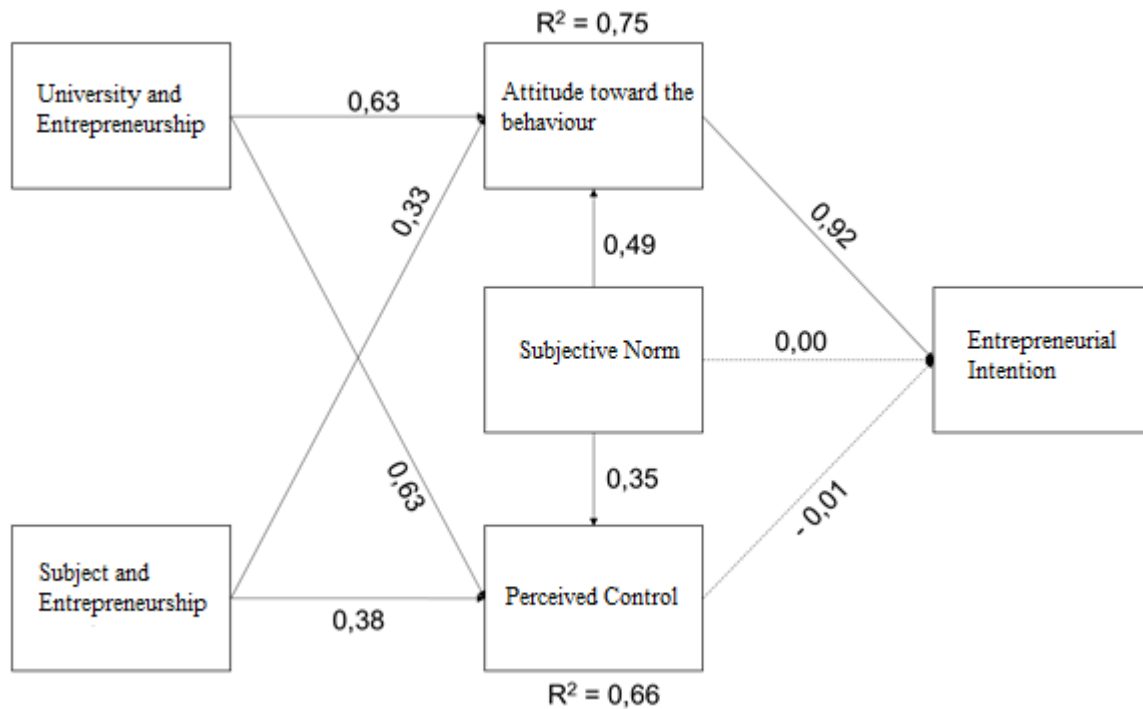 R² = 0,75
University and
Entrepreneurship
0,63
Attitude toward the
behaviour
0,33
0,92
0,49
Subjective Norm
0,00
Entrepreneurial
Intention
0,63
0,35
- 0,01
Subject and
Entrepreneurship
0,38
Perceived Control
R² = 0,66